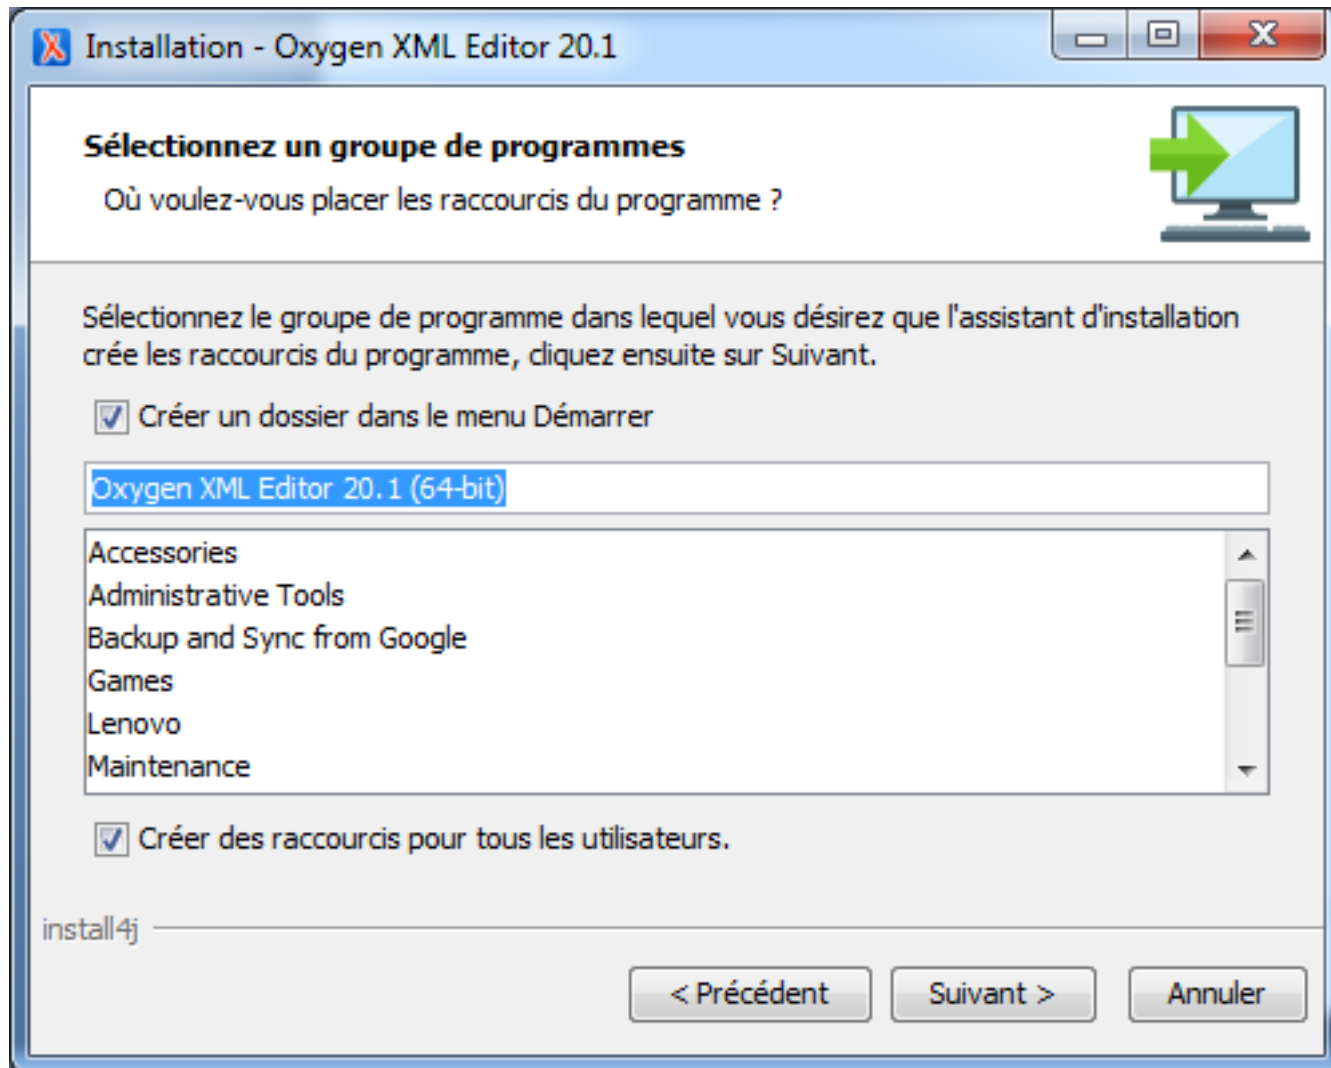 Installation - Oxygen XML Editor 20.1
Sélectionnez un groupe de programmes
Où voulez-vous placer les raccourcis du programme ?
Sélectionnez le groupe de programme dans lequel vous désirez que l'assistant d'installation
crée les raccourcis du programme, cliquez ensuite sur Suivant.
Créer un dossier dans le menu Démarrer
Oxygen XML Editor 20.1 (64-bit)
Accessories
Administrative Tools
Backup and Sync from Google
Games
Lenovo
Maintenance
Créer des raccourcis pour tous les utilisateurs.
install4j
< Précédent Suivant > Annuler